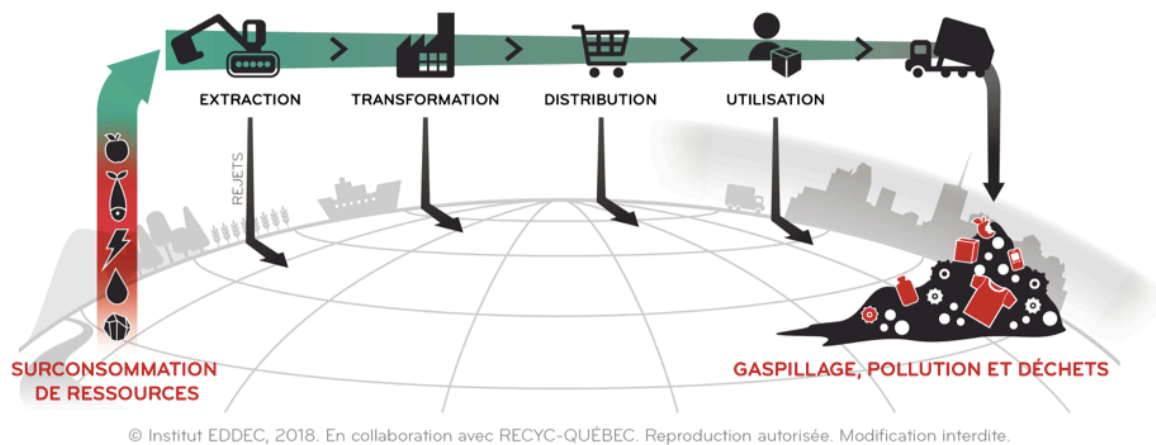 EXTRACTION
TRANSFORMATION
DISTRIBUTION
UTILISATION
REJETS
SURCONSOMMATION
DE RESSOURCES
GASPILLAGE, POLLUTION ET DÉCHETS
© Institut EDDEC, 2018. En collaboration avec RECYC-QUÉBEC. Reproduction autorisée. Modification interdite.